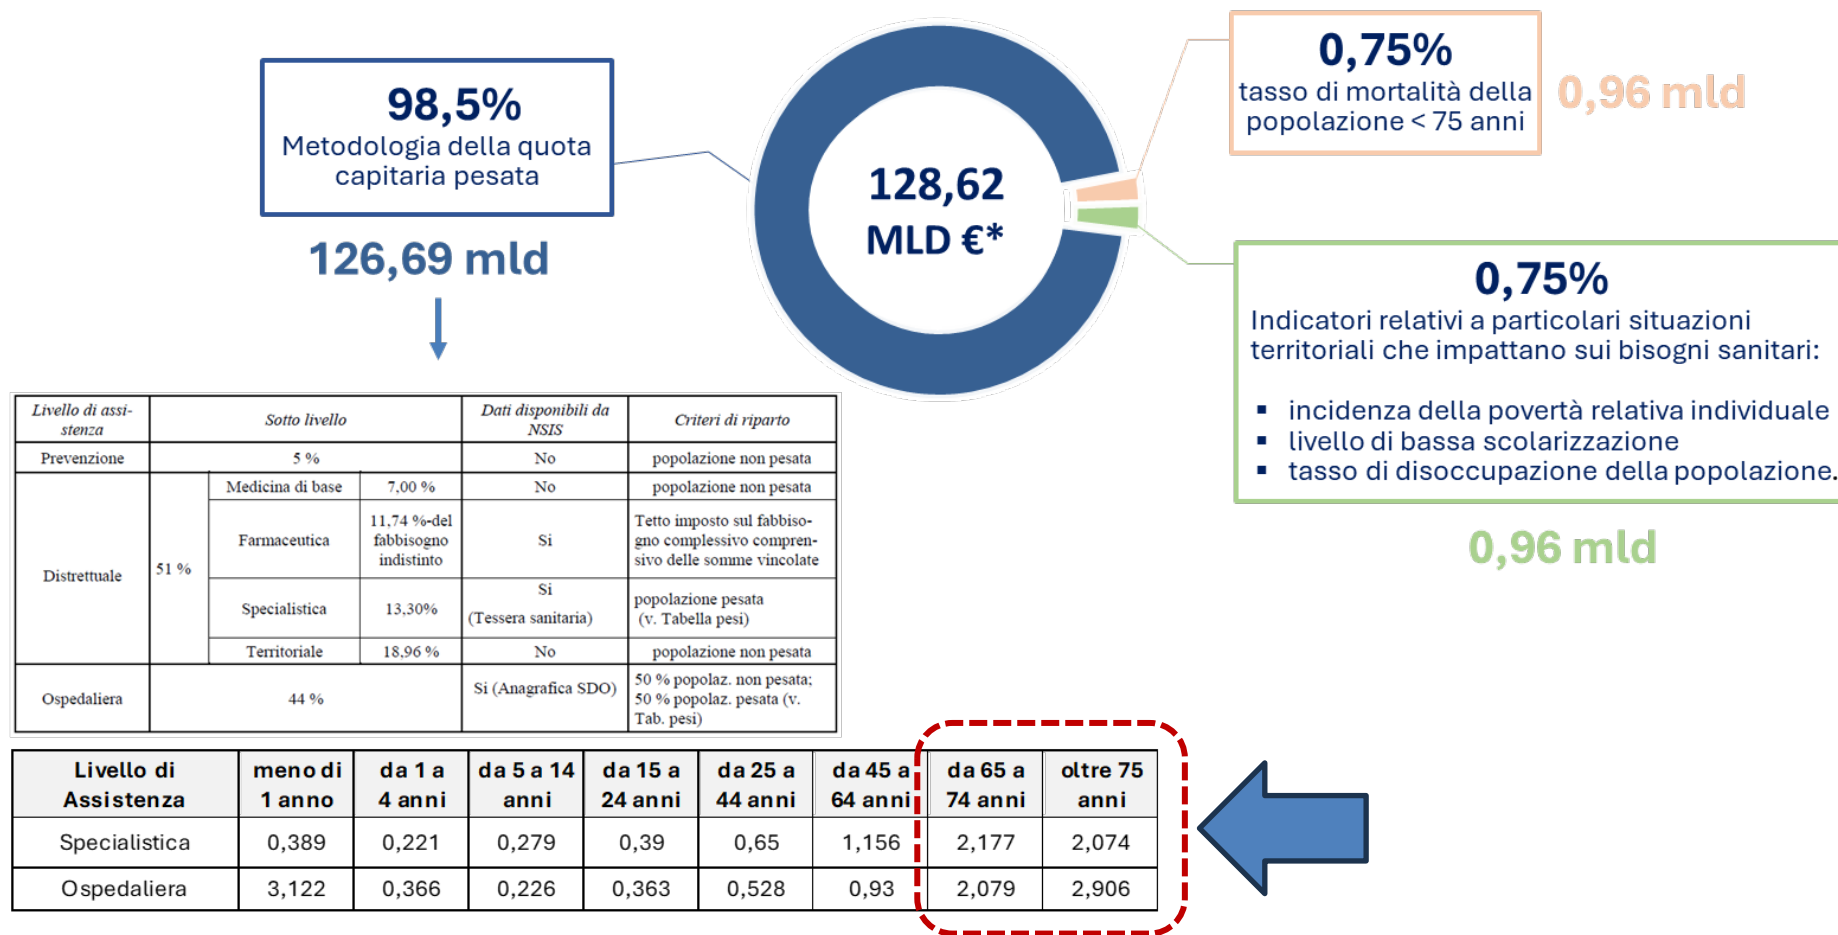 98,5%
Metodologia della quota
capitaria pesata
126,69 mld
128,62
MLD €*
0,75%
tasso di mortalità della
popolazione < 75 anni
0,96 mld
0,75%
Indicatori relativi a particolari situazioni
territoriali che impattano sui bisogni sanitari:
▪ incidenza della povertà relativa individuale
▪ livello di bassa scolarizzazione
▪ tasso di disoccupazione della popolazione.
0,96 mld
Livello di assi-
stenza
Sotto livello
Dati disponibili da
NSIS
Criteri di riparto
Prevenzione
5 %
No
popolazione non pesata
Distrettuale
51 %
Medicina di base
7,00 %
No
popolazione non pesata
Farmaceutica
11,74 %-del
fabbisogno
indistinto
Si
Tetto imposto sul fabbiso-
gno complessivo compren-
sivo delle somme vincolate
Specialistica
13,30%
Si
(Tessera sanitaria)
popolazione pesata
(v. Tabella pesi)
Territoriale
18,96 %
No
popolazione non pesata
Ospedaliera
44 %
Si (Anagrafica SDO)
50 % popolaz. non pesata;
50 % popolaz. pesata (v.
Tab. pesi)
Livello di
Assistenza
meno di
1 anno
da 1 a
4 anni
da 5 a 14
anni
da 15 a
24 anni
da 25 a
44 anni
da 45 a
64 anni
da 65 a
74 anni
oltre 75
anni
Specialistica 0,389 0,221 0,279 0,39 0,65 1,156 2,177 2,074
Ospedaliera 3,122 0,366 0,226 0,363 0,528 0,93 2,079 2,906